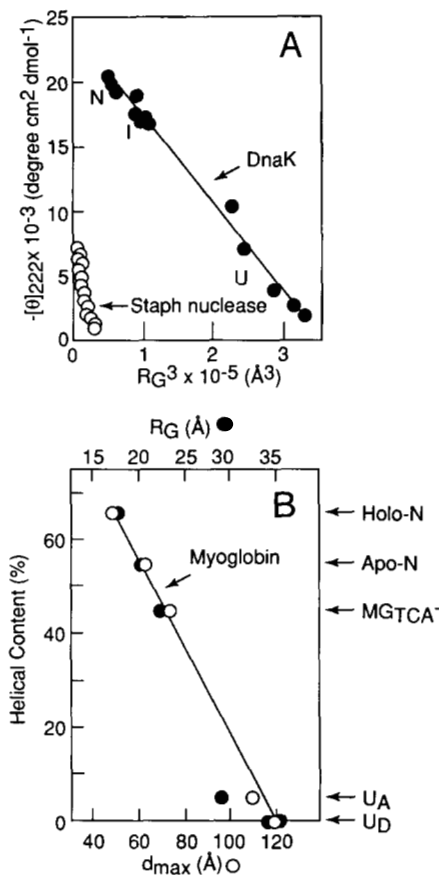 A
-[θ]222x 10-3 (degree cm2 dmol-1)
25
20
15
10
5
0
N
I
DnaK
U
Staph nuclease
0 1 2 3
RG3 x 10-5 (Å3)
RG (Å) ●
15 20 25 30 35
B
Helical Content (%)
60
40
20
0
Myoglobin
Holo-N
Apo-N
MGTCA-
UA
UD
40 60 80 100 120
dmax (Å) O